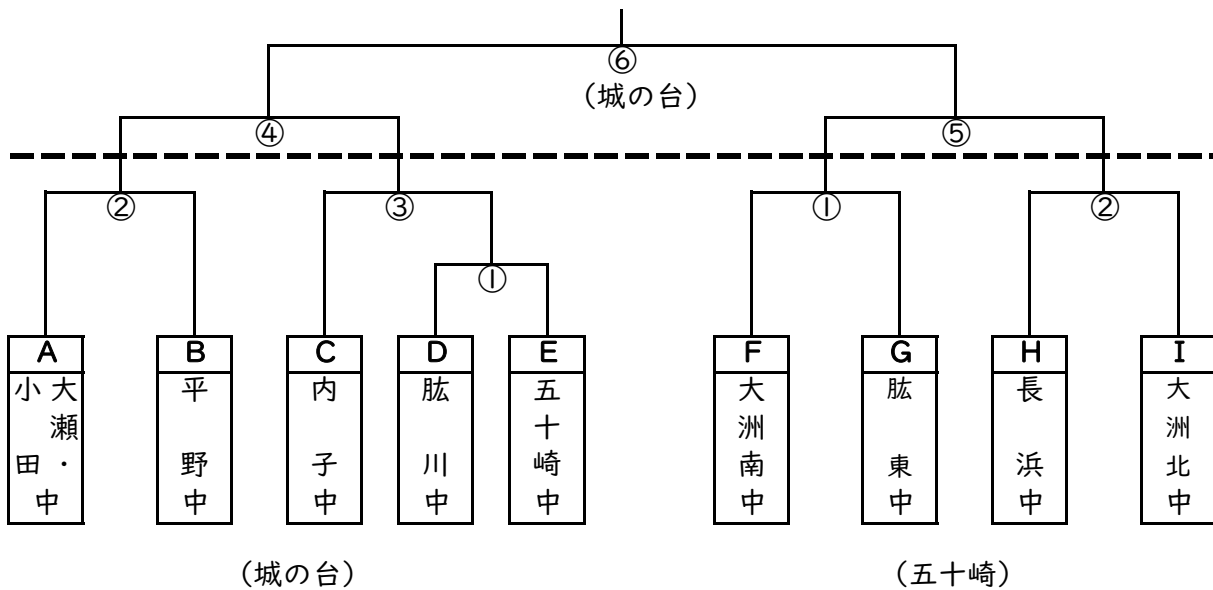 ⑥
(城の台)
④ ⑤
② ③ ① ②
①
A B C D E F G H I
大瀬・小田中
平野中
内子中
肱川中
五十崎中
大洲南中
肱東中
長浜中
大洲北中
(城の台) (五十崎)